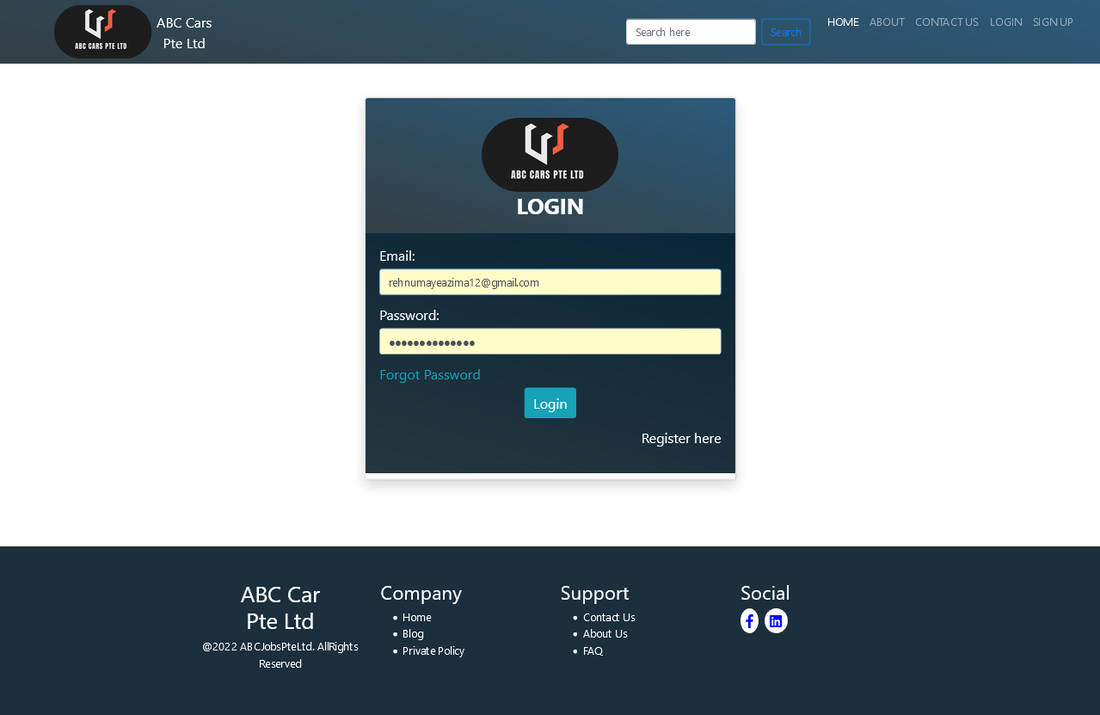 ABC CARS PTE LTD
ABC Cars
Pte Ltd
Search here
Search
HOME
ABOUT
CONTACT US
LOGIN
SIGN UP
ABC CARS PTE LTD
LOGIN
Email:
rehnumayeazima12@gmail.com
Password:
Forgot Password
Login
Register here
ABC Car
Pte Ltd
@2022 ABCJobsPteLtd. AllRights
Reserved
Company
Home
Blog
Private Policy
Support
Contact Us
About Us
FAQ
Social